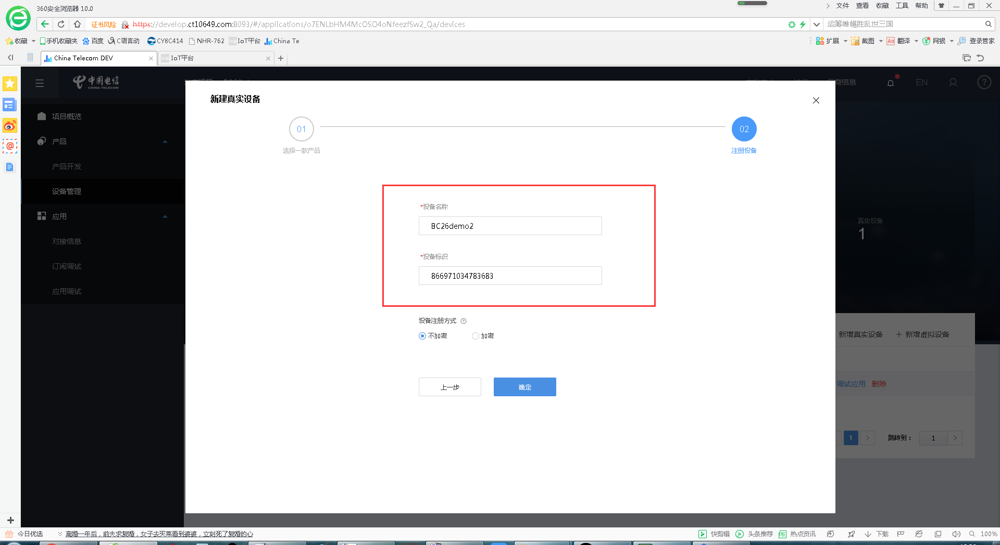 360安全浏览器 10.0
文件 查看 收藏 工具 帮助
证书风险 https://develop.ct10649.com:8093/#/applications/o7ENLbHM4McOSO4oNfeezfSw2_Qa/devices
运筹帷幄胜乱世三国
收藏 手机收藏夹 百度 C语言动 CY8C414 NHR-762 IoT平台 China Te
扩展 截图 翻译 网银 登录管家
China Telecom DEV
IoT平台
中国电信
CHINA TELECOM
商信息
EN
新建真实设备
01
02
选择一款产品
注册设备
项目概览
产品
产品开发
设备管理
应用
对接信息
订阅调试
应用调试
*设备名称
BC26demo2
*设备标识
866971034783683
设备注册方式
不加密
加密
上一步
确定
真实设备
1
新增真实设备
+ 新增虚拟设备
调试应用 删除
1
跳转到：
1
今日优选
离婚一年后，前夫求复婚，女子去买菜看到婆婆，立刻死了复婚的心
快剪辑 头条推荐 热点资讯
下载
100%